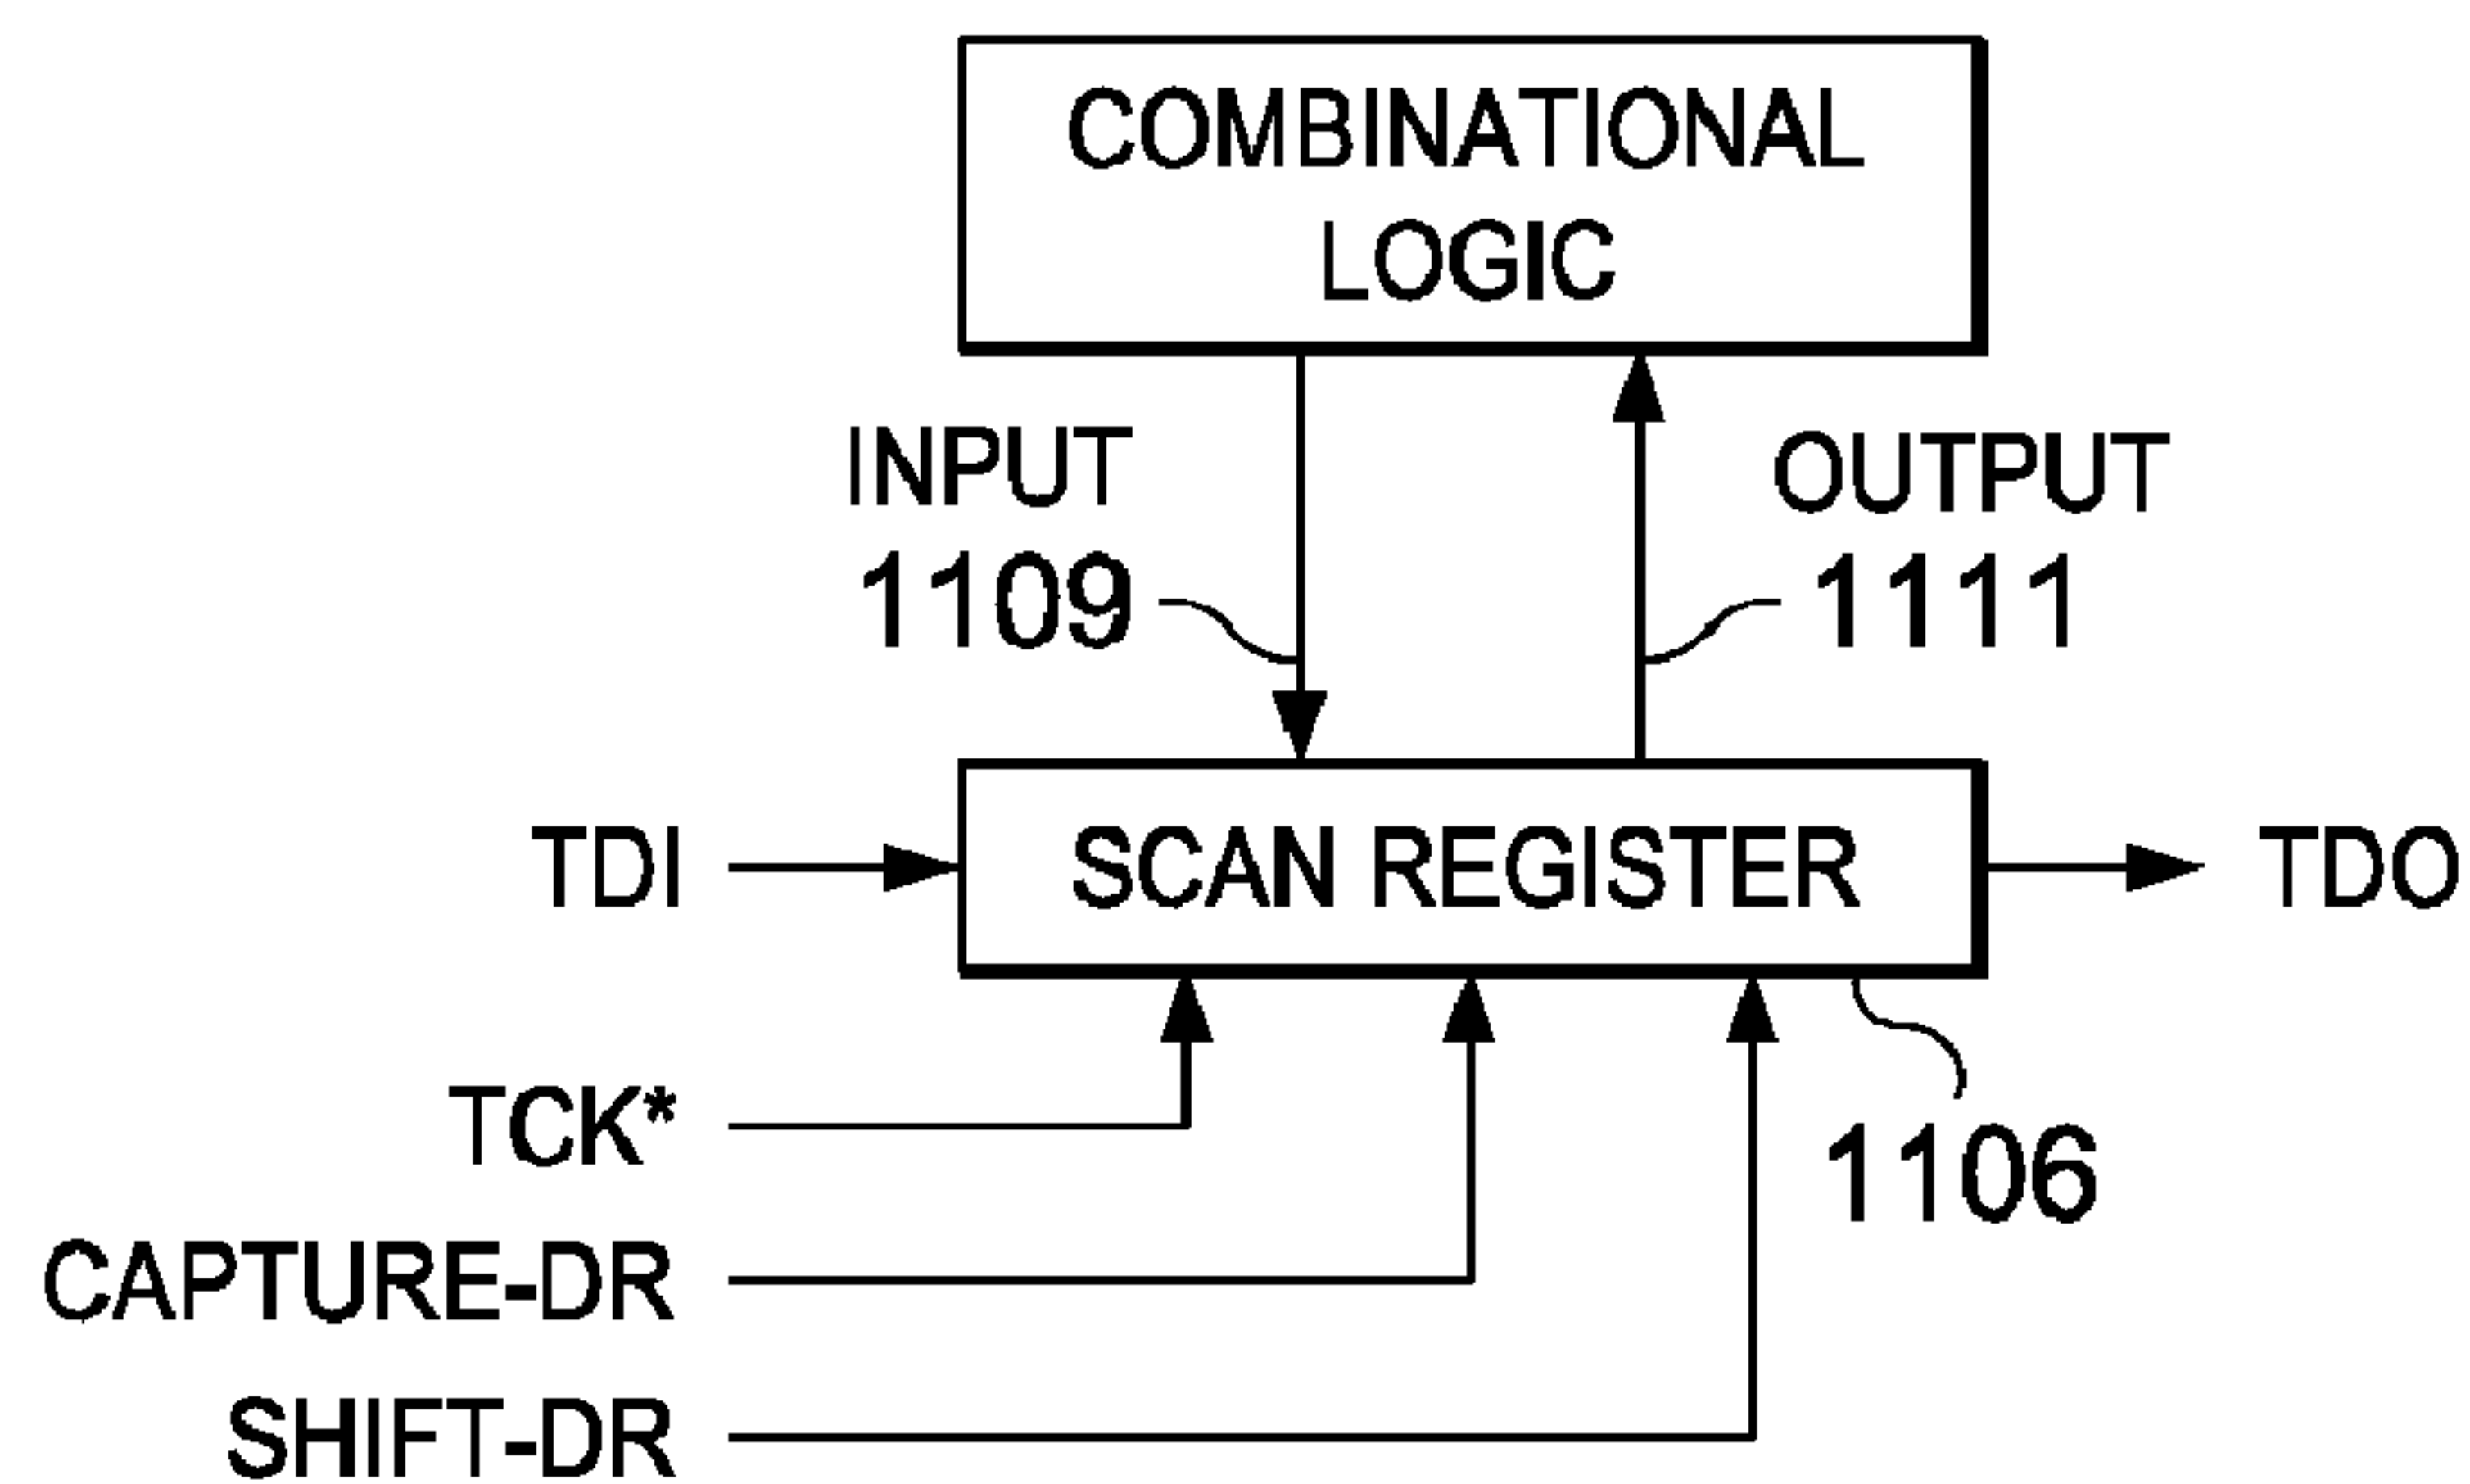 COMBINATIONAL
LOGIC
INPUT
1109
OUTPUT
1111
TDI
SCAN REGISTER
TDO
TCK*
1106
CAPTURE-DR
SHIFT-DR